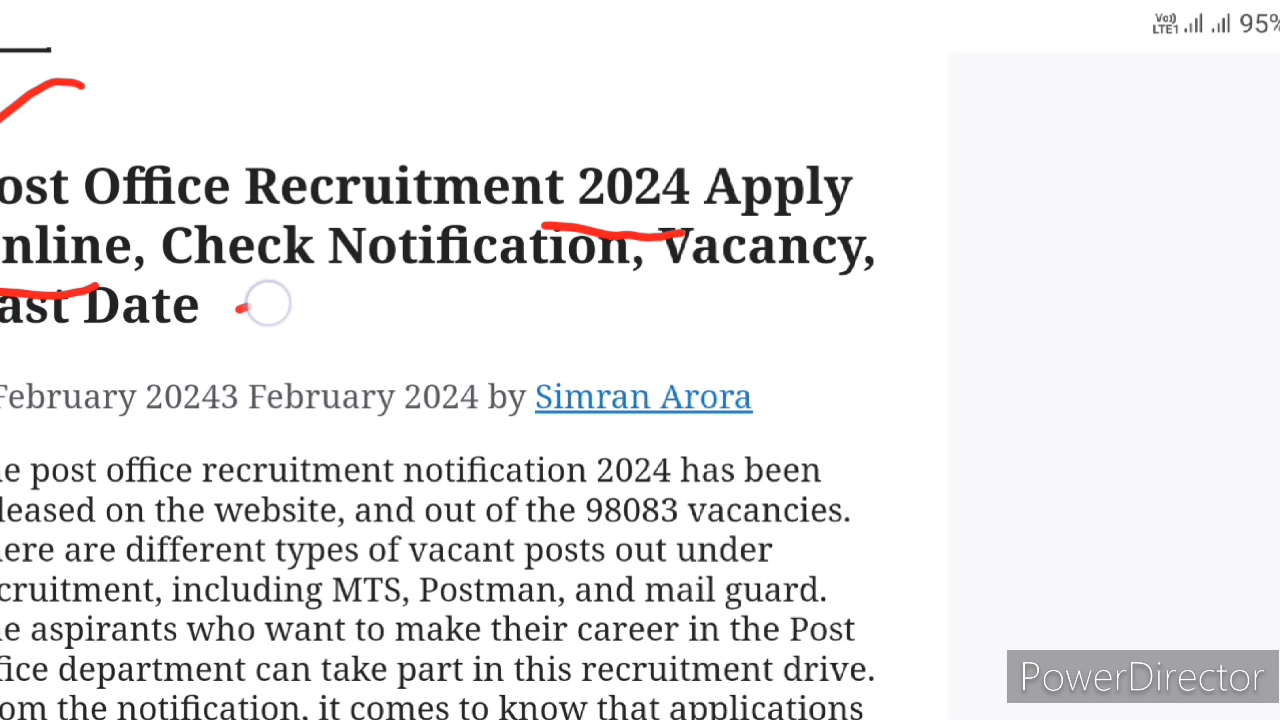 Vo)) LTE1 95%
ost Office Recruitment 2024 Apply
nline, Check Notification, Vacancy,
ast Date
February 20243 February 2024 by Simran Arora
e post office recruitment notification 2024 has been
leased on the website, and out of the 98083 vacancies.
ere are different types of vacant posts out under
cruitment, including MTS, Postman, and mail guard.
e aspirants who want to make their career in the Post
fice department can take part in this recruitment drive.
om the notification, it comes to know that applications
PowerDirector